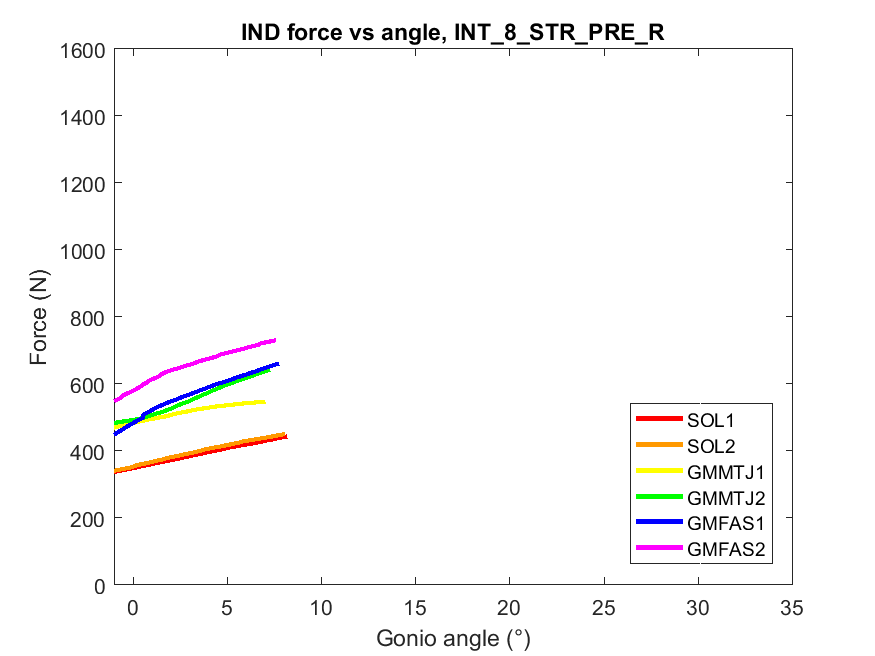 IND force vs angle, INT_8_STR_PRE_R
1600
1400
1200
1000
800
600
400
200
0
Force (N)
0 5 10 15 20 25 30 35
Gonio angle (°)
SOL1
SOL2
GMMTJ1
GMMTJ2
GMFAS1
GMFAS2